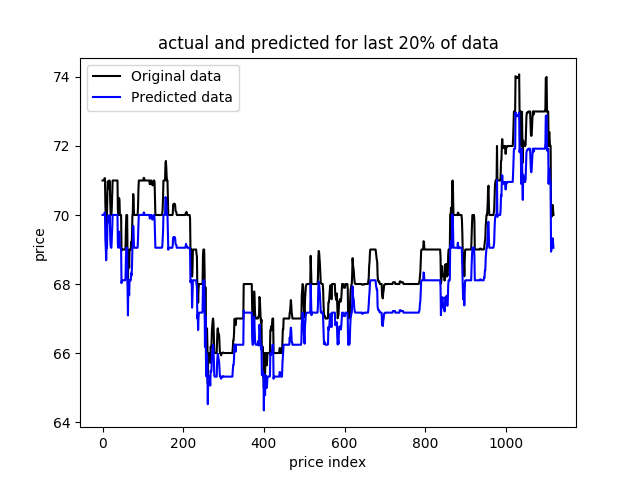 actual and predicted for last 20% of data
Original data
Predicted data
74
72
70
68
66
64
price
0 200 400 600 800 1000
price index